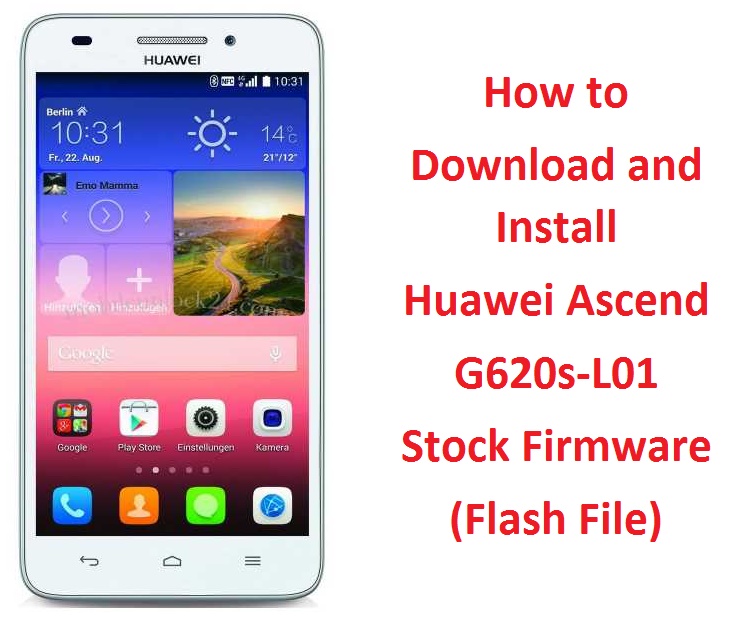 HUAWEI
10:31
Berlin
10:31
14°C
Fr., 22. Aug.
21°/12°
Emo Mamma
Hinzufügen
Hinzufügen
Google
Google
Play Store
Einstellungen
Kamera
How to
Download and
Install
Huawei Ascend
G620s-L01
Stock Firmware
(Flash File)